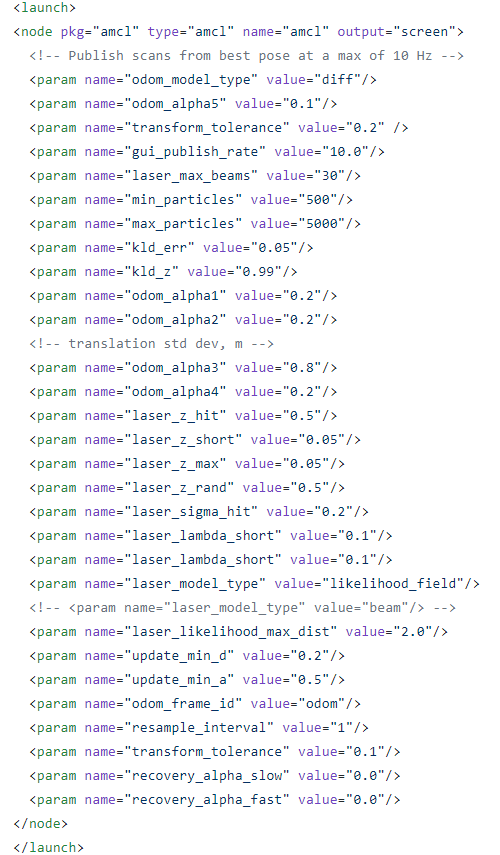 <launch>
<node pkg="amcl" type="amcl" name="amcl" output="screen">
<!-- Publish scans from best pose at a max of 10 Hz -->
<param name="odom_model_type" value="diff"/>
<param name="odom_alpha5" value="0.1"/>
<param name="transform_tolerance" value="0.2" />
<param name="gui_publish_rate" value="10.0"/>
<param name="laser_max_beams" value="30"/>
<param name="min_particles" value="500"/>
<param name="max_particles" value="5000"/>
<param name="kld_err" value="0.05"/>
<param name="kld_z" value="0.99"/>
<param name="odom_alpha1" value="0.2"/>
<param name="odom_alpha2" value="0.2"/>
<!-- translation std dev, m -->
<param name="odom_alpha3" value="0.8"/>
<param name="odom_alpha4" value="0.2"/>
<param name="laser_z_hit" value="0.5"/>
<param name="laser_z_short" value="0.05"/>
<param name="laser_z_max" value="0.05"/>
<param name="laser_z_rand" value="0.5"/>
<param name="laser_sigma_hit" value="0.2"/>
<param name="laser_lambda_short" value="0.1"/>
<param name="laser_lambda_short" value="0.1"/>
<param name="laser_model_type" value="likelihood_field"/>
<!-- <param name="laser_model_type" value="beam"/> -->
<param name="laser_likelihood_max_dist" value="2.0"/>
<param name="update_min_d" value="0.2"/>
<param name="update_min_a" value="0.5"/>
<param name="odom_frame_id" value="odom"/>
<param name="resample_interval" value="1"/>
<param name="transform_tolerance" value="0.1"/>
<param name="recovery_alpha_slow" value="0.0"/>
<param name="recovery_alpha_fast" value="0.0"/>
</node>
</launch>